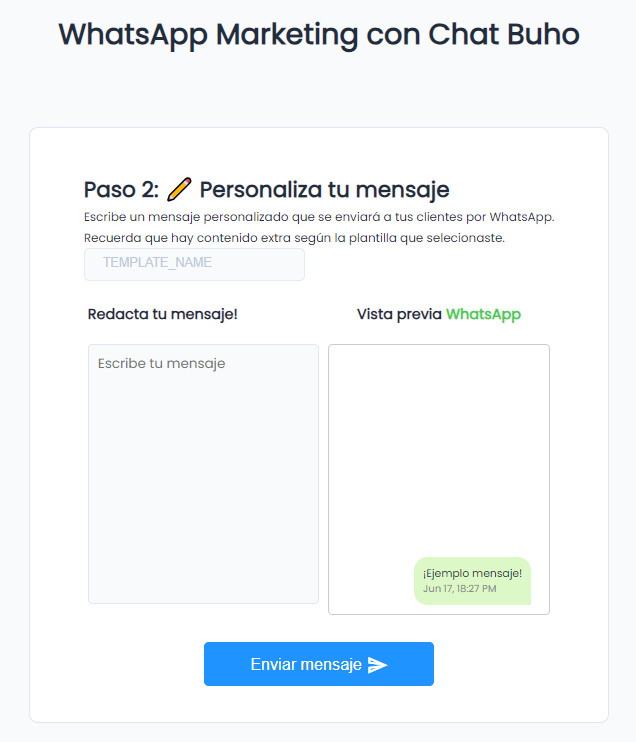 WhatsApp Marketing con Chat Buho
Paso 2: ✏️ Personaliza tu mensaje
Escribe un mensaje personalizado que se enviará a tus clientes por WhatsApp.
Recuerda que hay contenido extra según la plantilla que selecionaste.
TEMPLATE_NAME
Redacta tu mensaje!
Vista previa WhatsApp
Escribe tu mensaje
¡Ejemplo mensaje!
Jun 17, 18:27 PM
Enviar mensaje